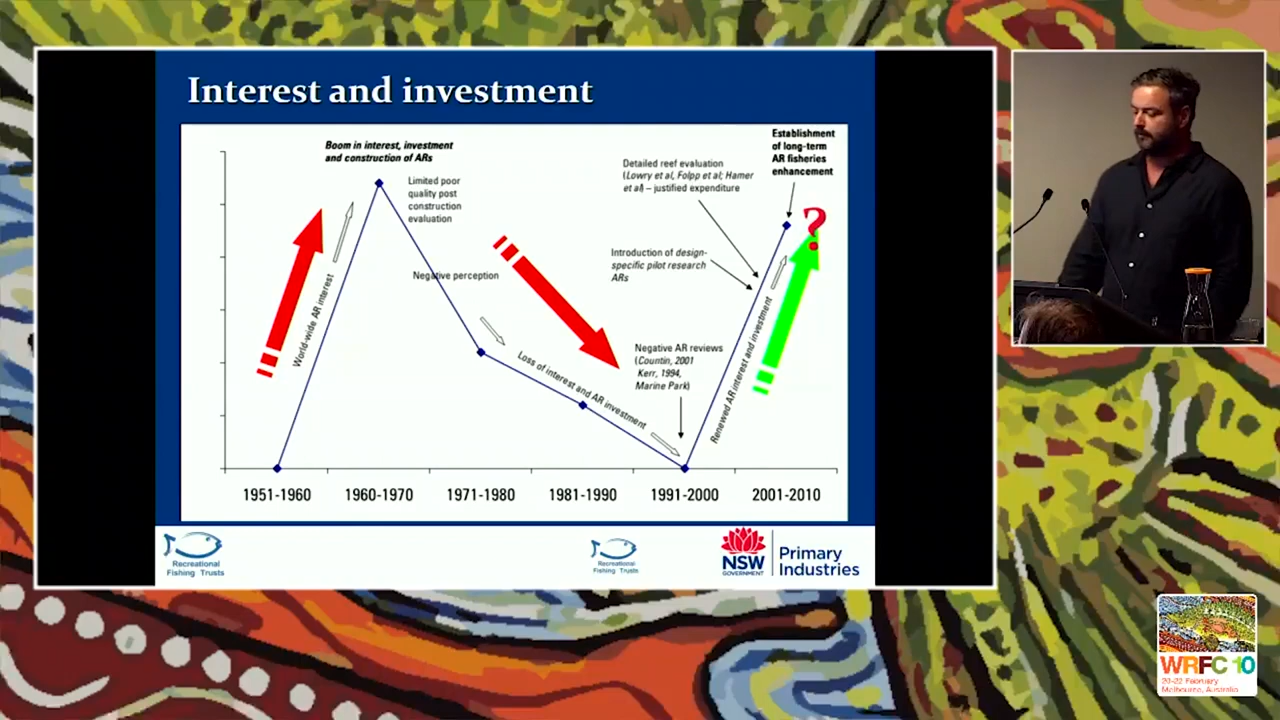 Interest and investment
Boom in interest, investment
and construction of ARs
Limited poor
quality post
construction
evaluation
World-wide AR interest
Negative perception
Loss of interest and AR investment
Negative AR reviews
(Countin, 2001
Kerr, 1994,
Marine Park)
Detailed reef evaluation
(Lowry et al, Folpp et al; Hamer
et al) – justified expenditure
Introduction of design-
specific pilot research
ARs
Establishment
of long-term
AR fisheries
enhancement
?
Renewed AR interest and investment
1951-1960 1960-1970 1971-1980 1981-1990 1991-2000 2001-2010
Recreational
Fishing Trusts
Recreational
Fishing Trusts
NSW
GOVERNMENT
Primary
Industries
WRFC 10
20-22 February
Melbourne, Australia